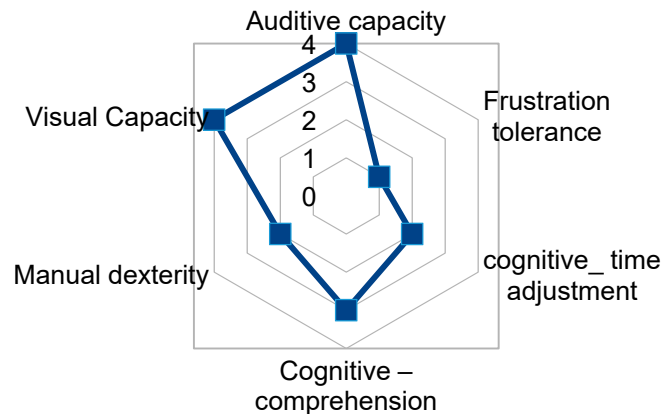 Auditive capacity
4
3
2
1
0
Frustration
tolerance
cognitive_ time
adjustment
Cognitive –
comprehension
Manual dexterity
Visual Capacity